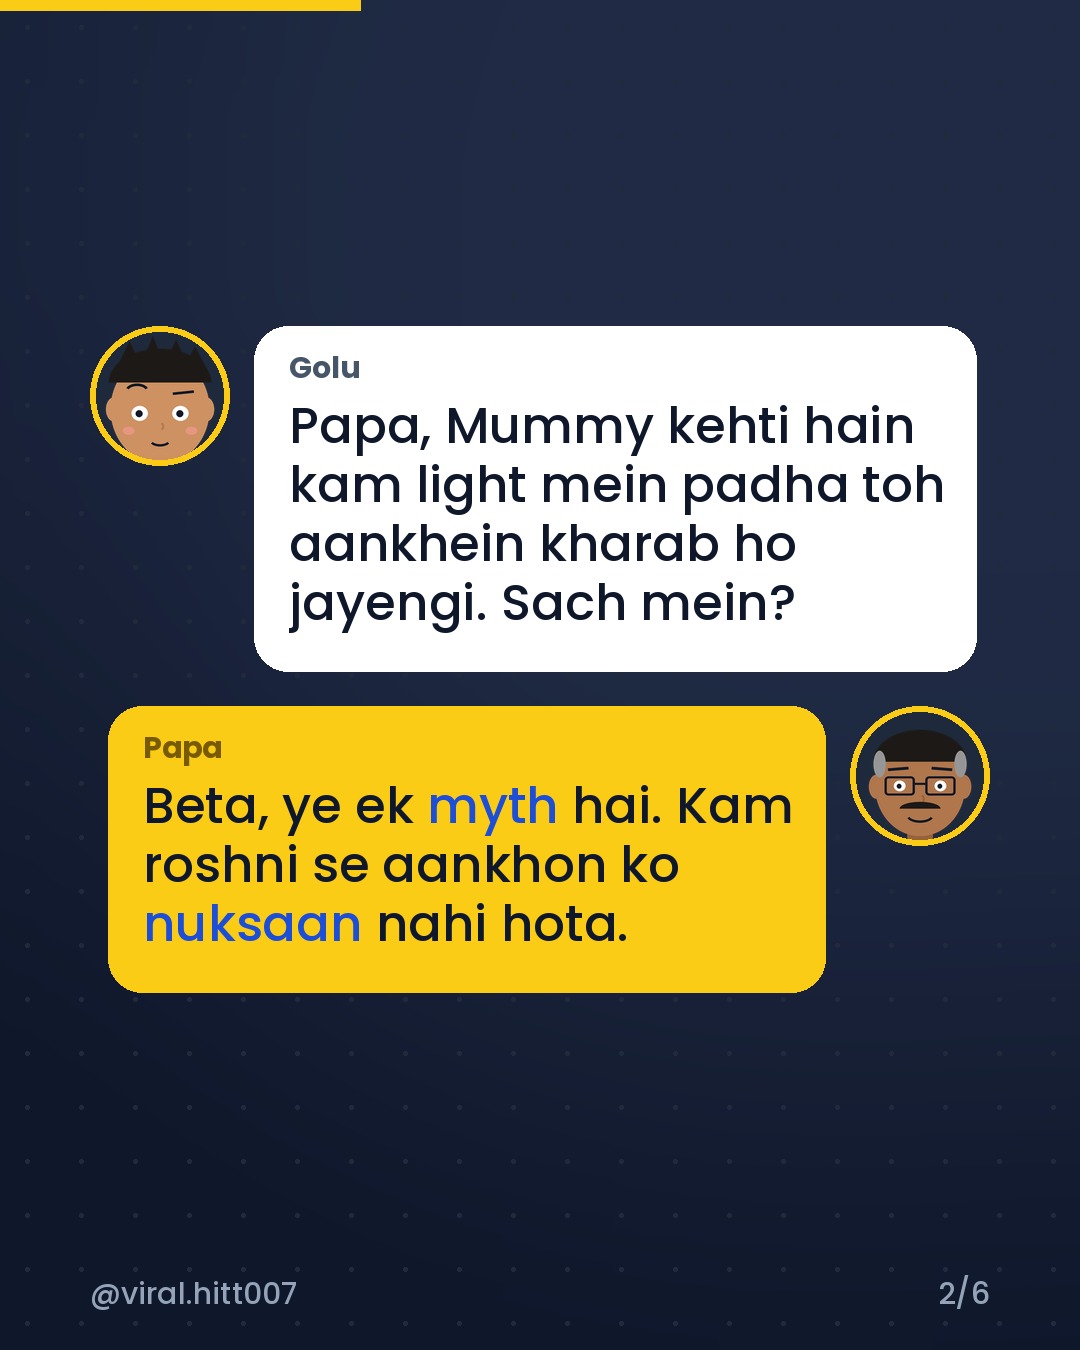 Golu
Papa, Mummy kehti hain
kam light mein padha toh
aankhein kharab ho
jayengi. Sach mein?
Papa
Beta, ye ek myth hai. Kam
roshni se aankhon ko
nuksaan nahi hota.
@viral.hitt007
2/6